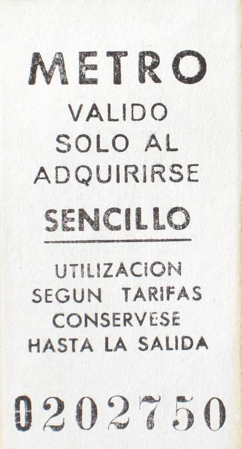 METRO
VALIDO
SOLO AL
ADQUIRIRSE
SENCILLO
UTILIZACION
SEGUN TARIFAS
CONSERVESE
HASTA LA SALIDA
0202750